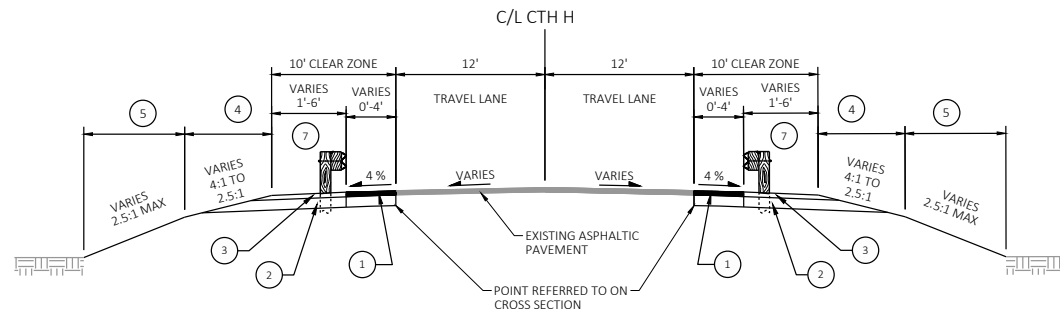 C/L CTH H
10' CLEAR ZONE
12'
12'
10' CLEAR ZONE
VARIES
1'-6'
VARIES
0'-4'
TRAVEL LANE
TRAVEL LANE
VARIES
0'-4'
VARIES
1'-6'
5
4
7
7
4
5
VARIES
2.5:1 MAX
VARIES
4:1 TO
2.5:1
4 %
VARIES
VARIES
4 %
VARIES
4:1 TO
2.5:1
VARIES
2.5:1 MAX
3
2
1
EXISTING ASPHALTIC
PAVEMENT
1
2
3
POINT REFERRED TO ON
CROSS SECTION